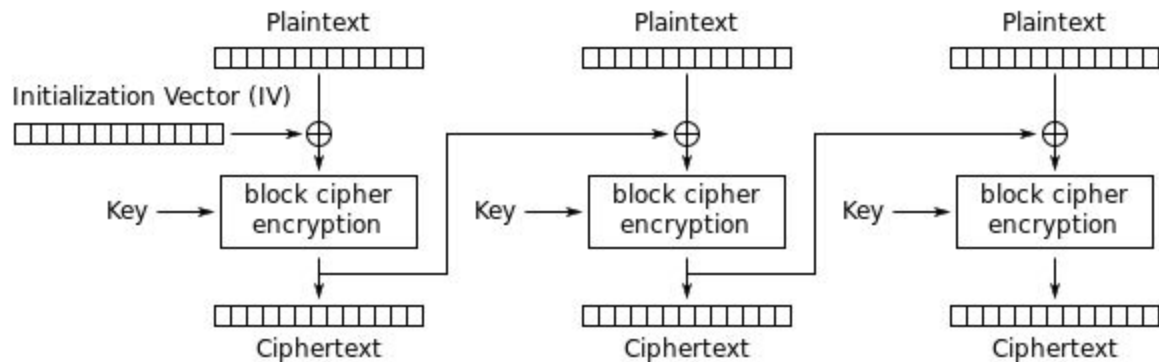 Plaintext
Plaintext
Plaintext
Initialization Vector (IV)
Key
block cipher
encryption
Key
block cipher
encryption
Key
block cipher
encryption
Ciphertext
Ciphertext
Ciphertext